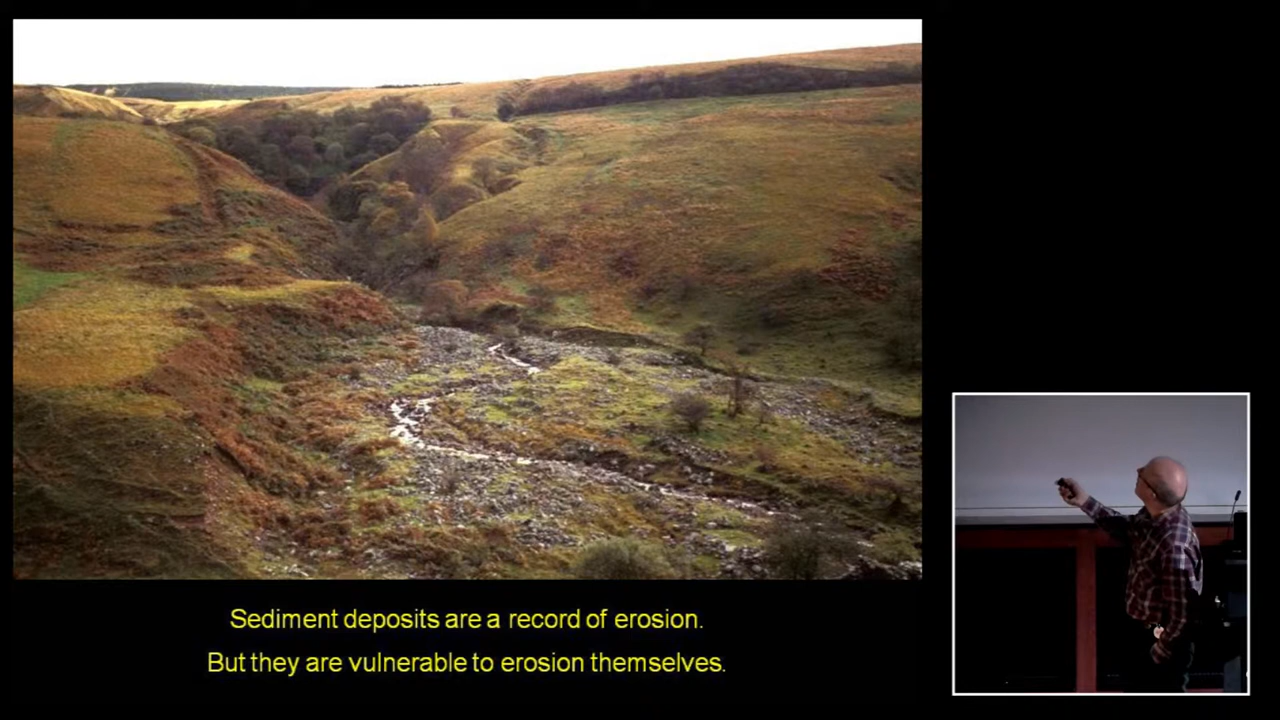 Sediment deposits are a record of erosion.
But they are vulnerable to erosion themselves.